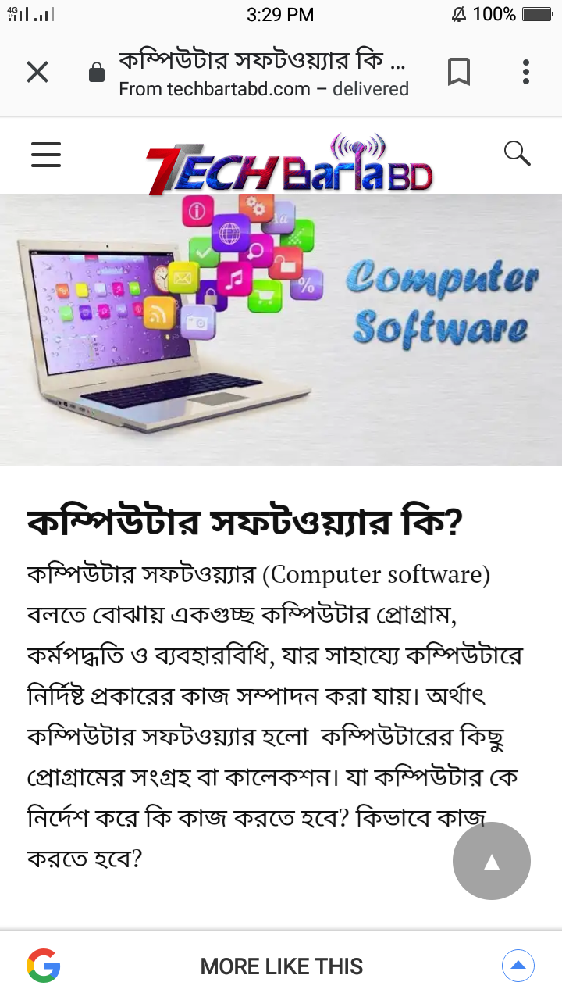 4G
3:29 PM
100%
কম্পিউটার সফটওয়্যার কি ...
From techbartabd.com – delivered
TECH Barta BD
Aa
%
Computer
Software
কম্পিউটার সফটওয়্যার কি?
কম্পিউটার সফটওয়্যার (Computer software)
বলতে বোঝায় একগুচ্ছ কম্পিউটার প্রোগ্রাম,
কর্মপদ্ধতি ও ব্যবহারবিধি, যার সাহায্যে কম্পিউটারে
নির্দিষ্ট প্রকারের কাজ সম্পাদন করা যায়। অর্থাৎ
কম্পিউটার সফটওয়্যার হলো কম্পিউটারের কিছু
প্রোগ্রামের সংগ্রহ বা কালেকশন। যা কম্পিউটার কে
নির্দেশ করে কি কাজ করতে হবে? কিভাবে কাজ
করতে হবে?
MORE LIKE THIS